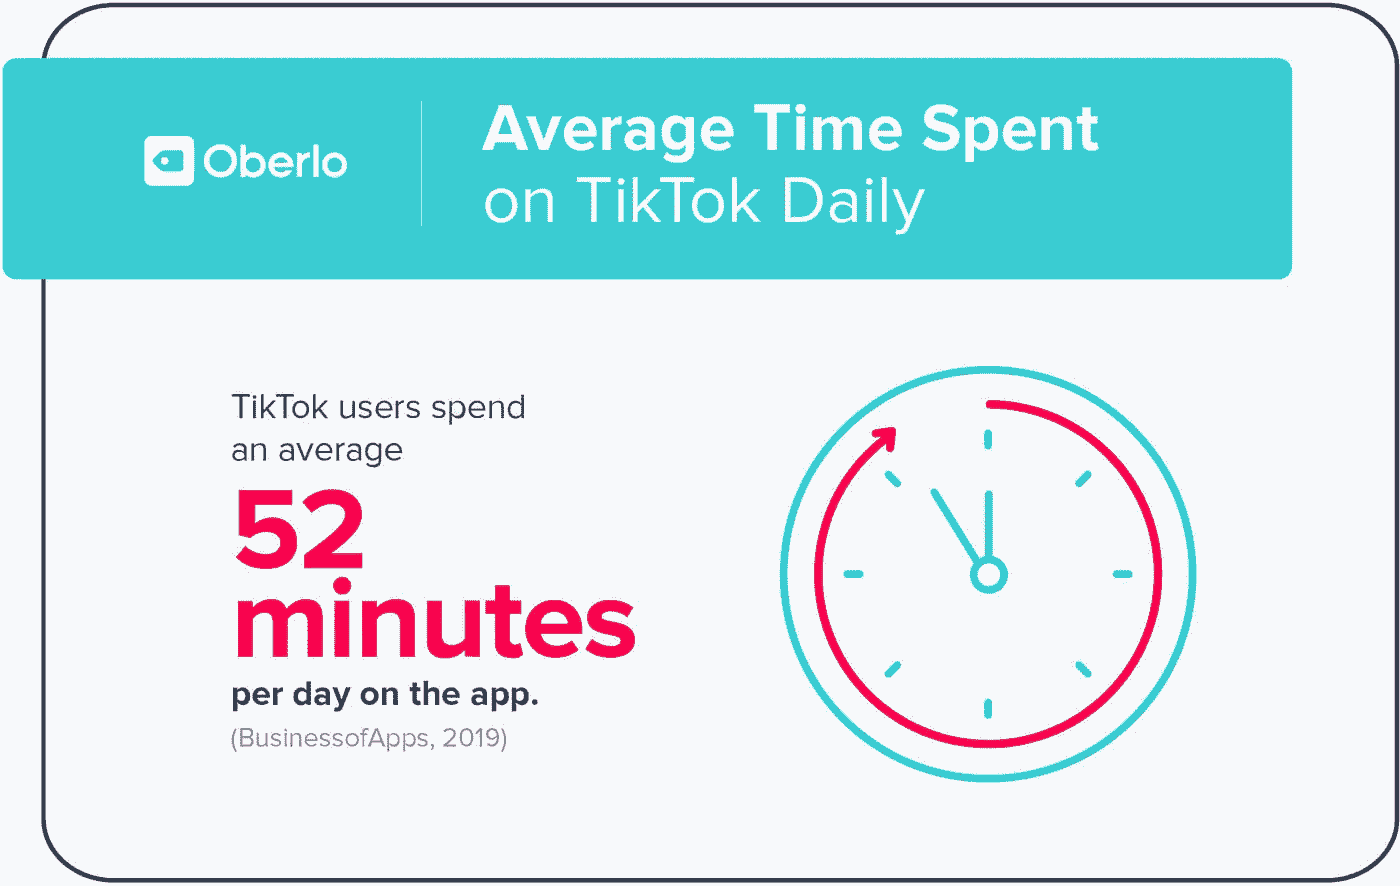 Oberlo
Average Time Spent
on TikTok Daily
TikTok users spend
an average
52
minutes
per day on the app.
(BusinessofApps, 2019)